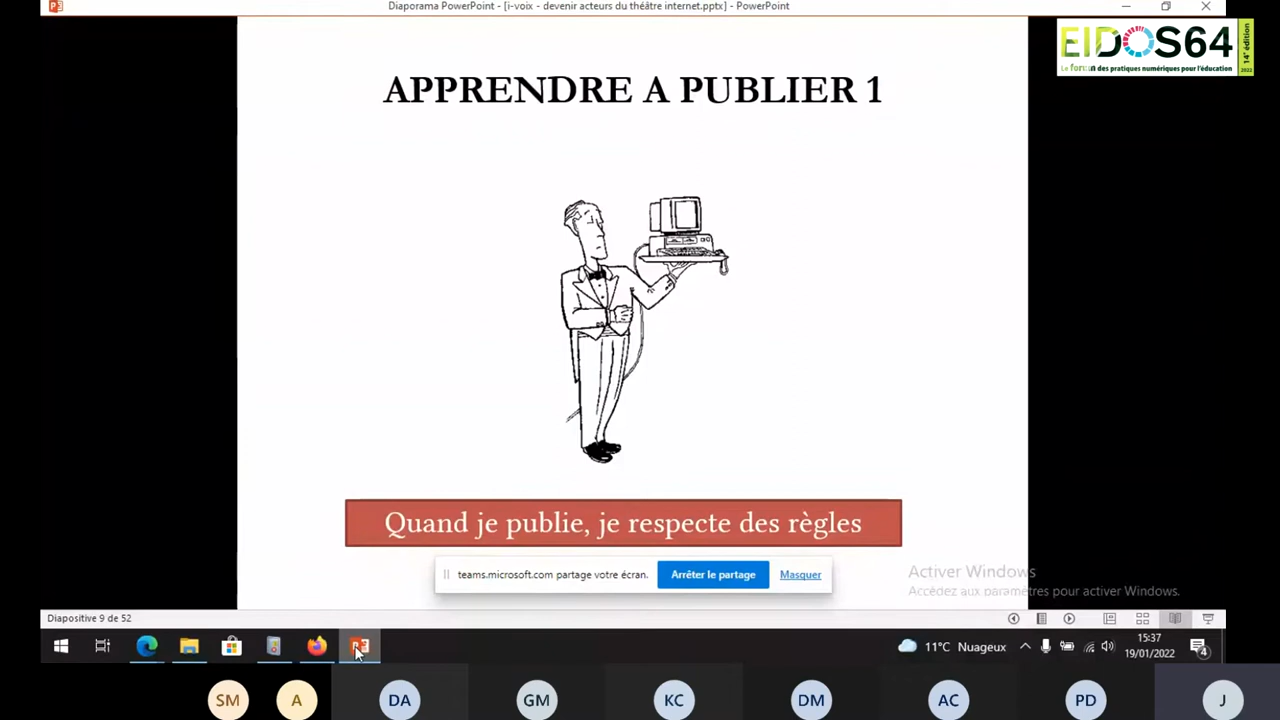 Diaporama PowerPoint - [i-voix - devenir acteurs du théâtre internet.pptx] - PowerPoint
EIDOS64
Le forum des pratiques numériques pour l'éducation
14e édition
2022
APPRENDRE A PUBLIER 1
Quand je publie, je respecte des règles
teams.microsoft.com partage votre écran.
Arrêter le partage
Masquer
Activer Windows
Accédez aux paramètres pour activer Windows.
Diapositive 9 de 52
11°C Nuageux
15:37
19/01/2022
4
SM
A
DA
GM
KC
DM
AC
PD
J